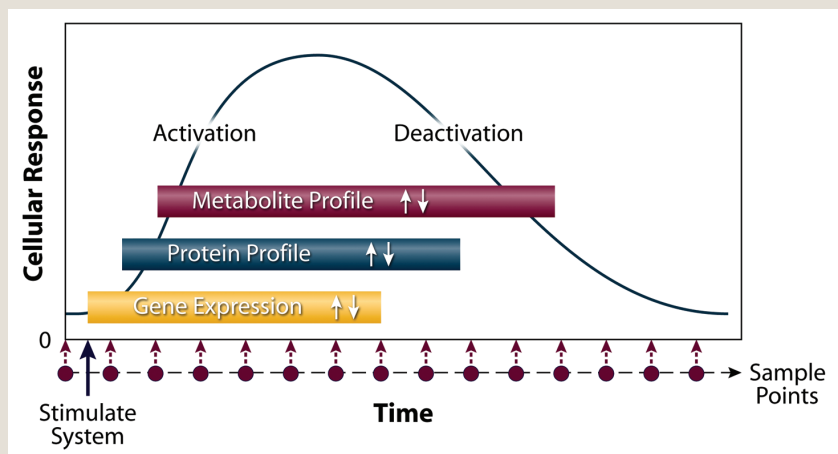 Cellular Response
Activation
Deactivation
Metabolite Profile
Protein Profile
Gene Expression
0
Stimulate
System
Time
Sample
Points